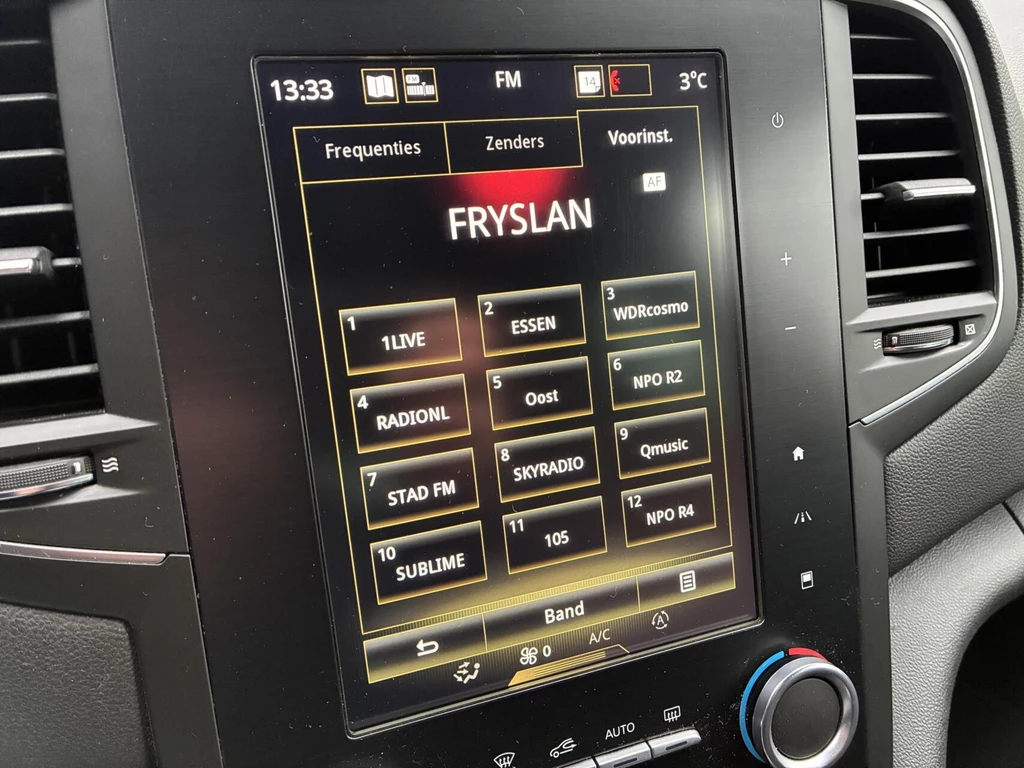 13:33 FM 14 3°C
FM
Frequenties Zenders Voorinst.
AF
FRYSLAN
1 1LIVE
2 ESSEN
3 WDRcosmo
4 RADIONL
5 Oost
6 NPO R2
7 STAD FM
8 SKYRADIO
9 Qmusic
10 SUBLIME
11 105
12 NPO R4
Band
0 A/C A
AUTO